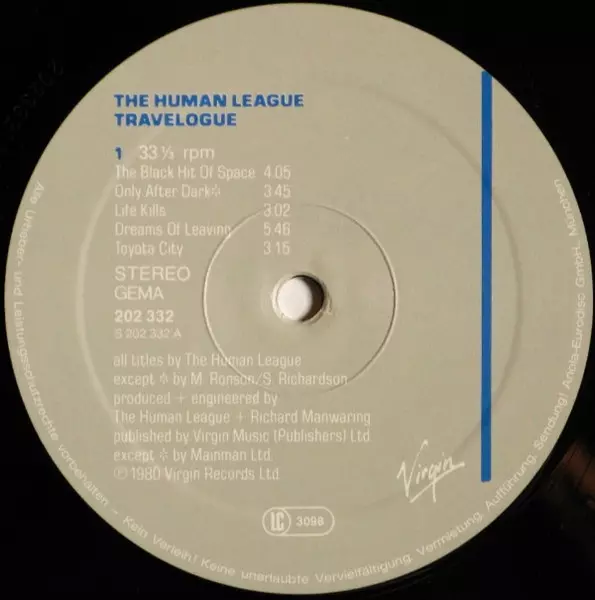 THE HUMAN LEAGUE
TRAVELOGUE
1 33⅓ rpm
The Black Hit Of Space 4.05
Only After Dark* 3.45
Life Kills 3.02
Dreams Of Leaving 5.46
Toyota City 3.15
STEREO
GEMA
202 332
S 202 332 A
all titles by The Human League
except * by M. Ronson/S. Richardson
produced + engineered by
The Human League + Richard Manwaring
published by Virgin Music (Publishers) Ltd
except * by Mainman Ltd.
℗ 1980 Virgin Records Ltd
Virgin
LC 3098
Alle Urheber- und Leistungsschutzrechte vorbehalten – Kein Verleih! Keine unerlaubte Vervielfältigung, Vermietung, Aufführung, Sendung! Ariola-Eurodisc GmbH., München